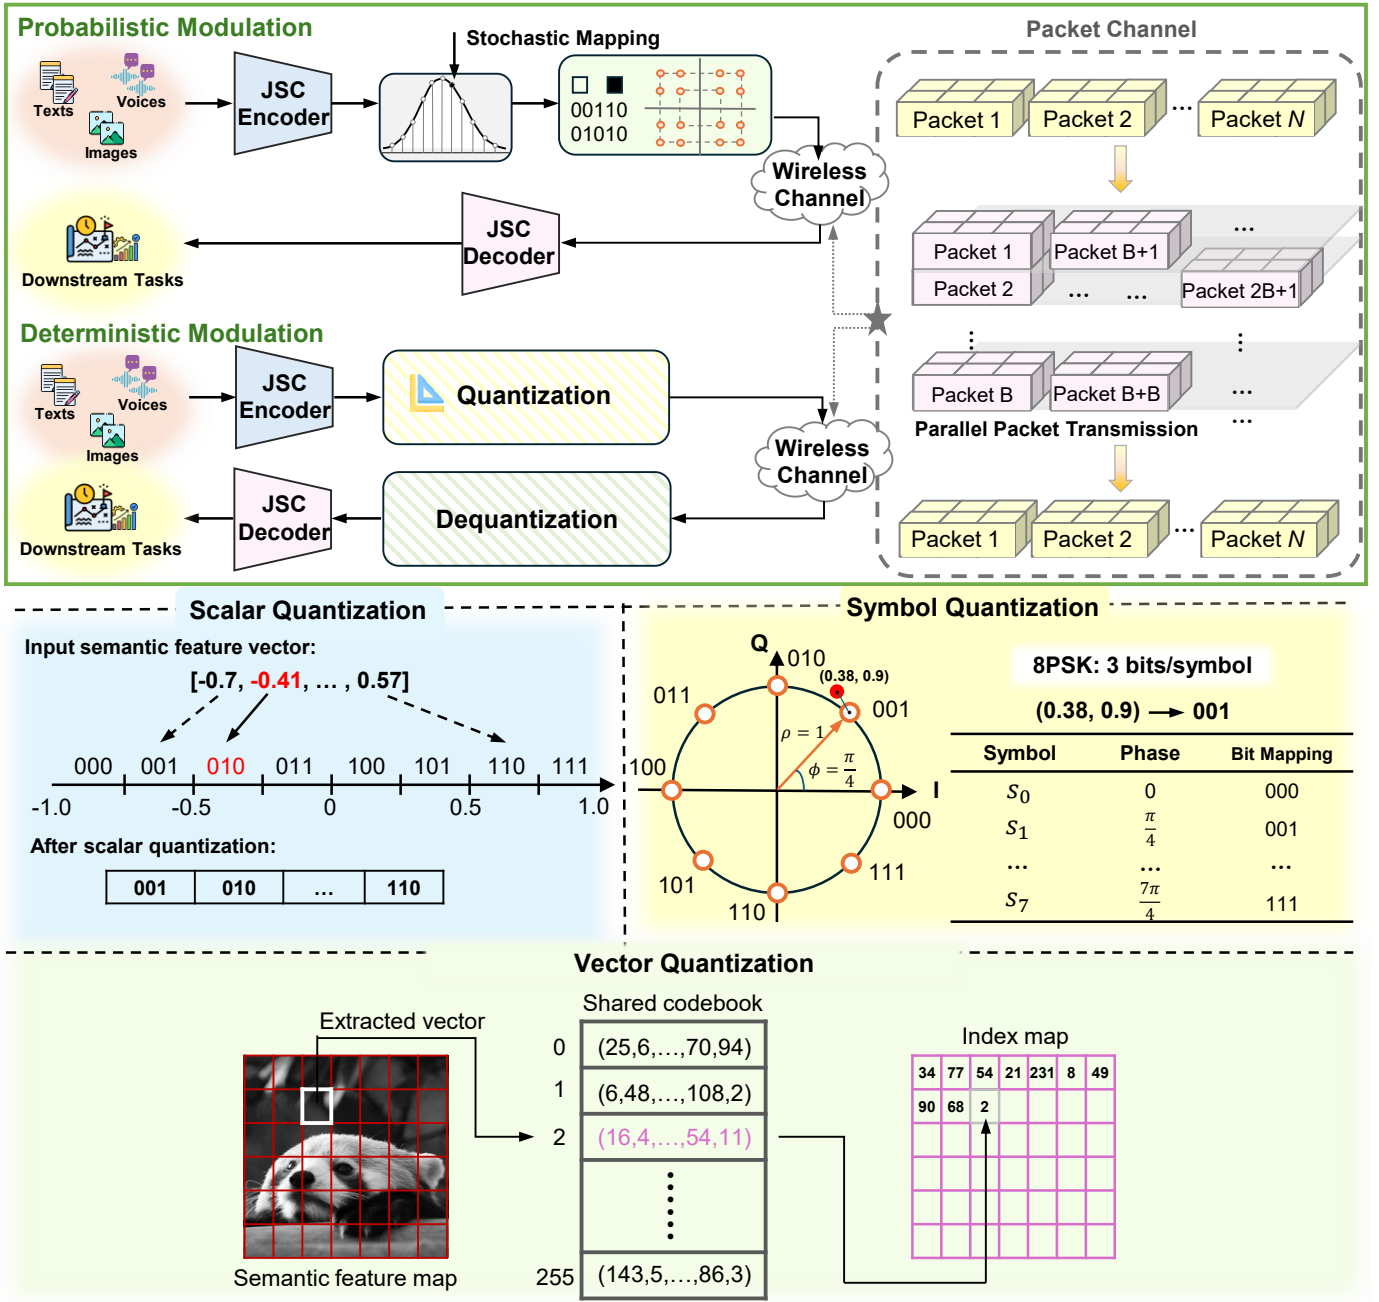 Probabilistic Modulation
Texts
Voices
Images
JSC
Encoder
Stochastic Mapping
00110
01010
Wireless
Channel
JSC
Decoder
Downstream Tasks
Deterministic Modulation
Texts
Voices
Images
JSC
Encoder
Quantization
Wireless
Channel
Dequantization
JSC
Decoder
Downstream Tasks
Packet Channel
Packet 1
Packet 2
...
Packet N
Packet 1
Packet B+1
...
Packet 2
...
...
Packet 2B+1
...
...
Packet B
Packet B+B
...
Parallel Packet Transmission
...
Packet 1
Packet 2
...
Packet N
Scalar Quantization
Input semantic feature vector:
[-0.7, -0.41, … , 0.57]
000 001 010 011 100 101 110 111
-1.0 -0.5 0 0.5 1.0
After scalar quantization:
001 010 … 110
Symbol Quantization
Q
010
(0.38, 0.9)
011
001
ρ = 1
ϕ = π/4
100
I
000
101
111
110
8PSK: 3 bits/symbol
(0.38, 0.9) → 001
Symbol Phase Bit Mapping
S0 0 000
S1 π/4 001
... ... ...
S7 7π/4 111
Vector Quantization
Extracted vector
Semantic feature map
Shared codebook
0 (25,6,…,70,94)
1 (6,48,…,108,2)
2 (16,4,…,54,11)
255 (143,5,…,86,3)
Index map
34 77 54 21 231 8 49
90 68 2